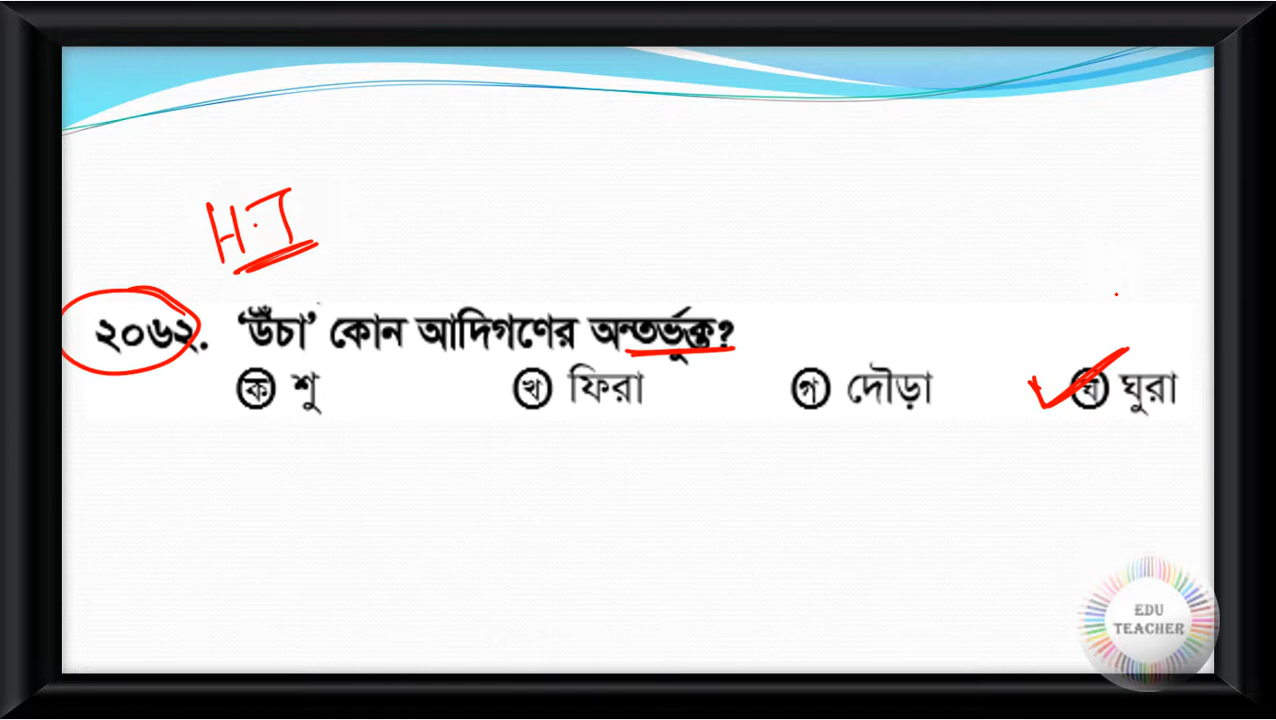 H.I
২০৬২. ‘উঁচা’ কোন আদিগণের অন্তর্ভুক্ত?
ক শু খ ফিরা গ দৌড়া ঘ ঘুরা
EDU
TEACHER